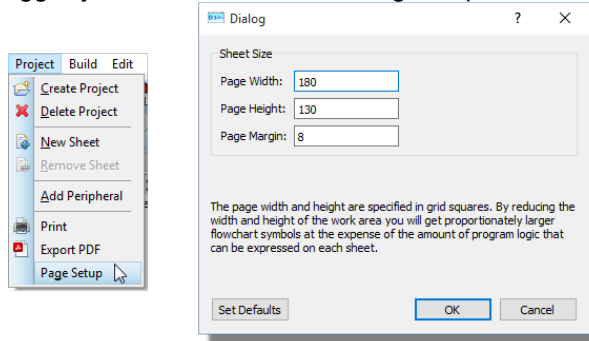 Dialog
?
Sheet Size
Page Width: 180
Page Height: 130
Page Margin: 8
The page width and height are specified in grid squares. By reducing the
width and height of the work area you will get proportionately larger
flowchart symbols at the expense of the amount of program logic that
can be expressed on each sheet.
Set Defaults
OK
Cancel
Project Build Edit
Create Project
Delete Project
New Sheet
Remove Sheet
Add Peripheral
Print
Export PDF
Page Setup